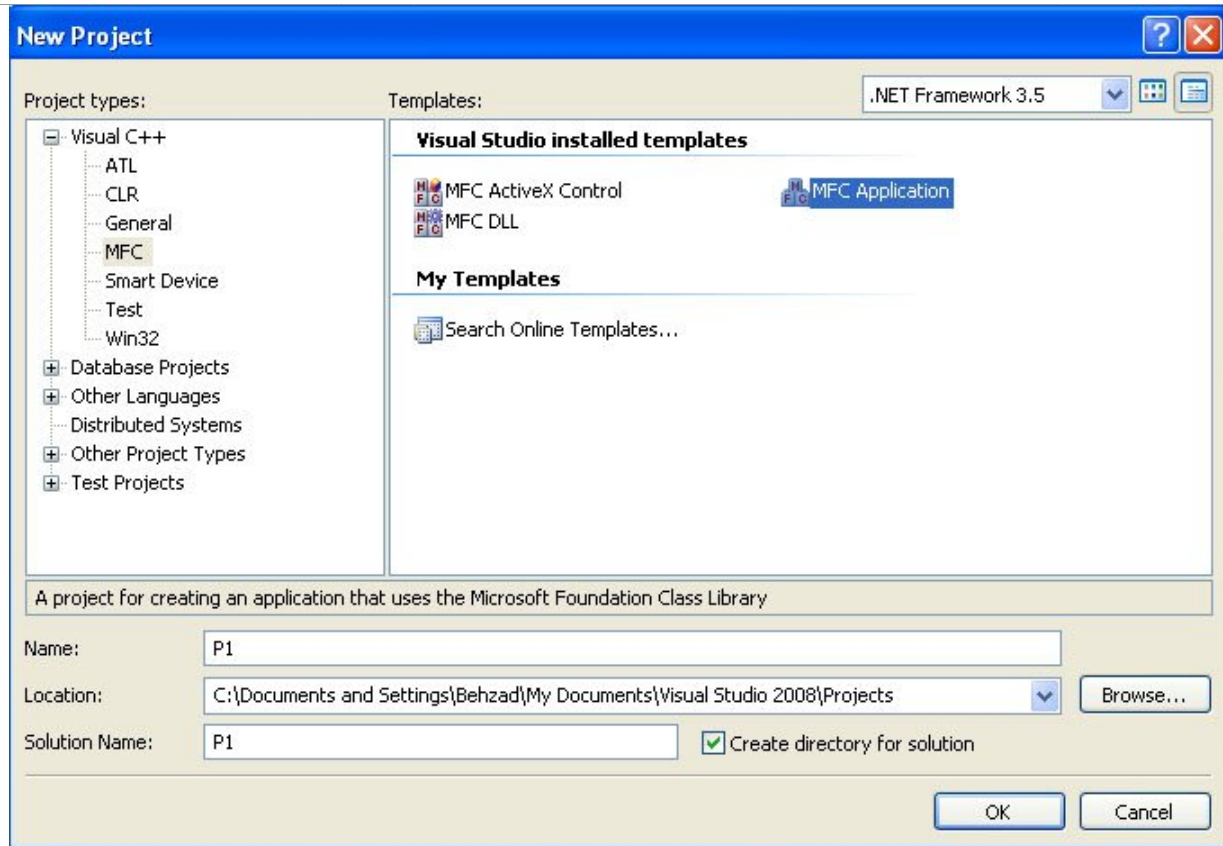 New Project
Project types:
Templates:
.NET Framework 3.5
Visual C++
ATL
CLR
General
MFC
Smart Device
Test
Win32
Database Projects
Other Languages
Distributed Systems
Other Project Types
Test Projects
Visual Studio installed templates
MFC ActiveX Control
MFC Application
MFC DLL
My Templates
Search Online Templates...
A project for creating an application that uses the Microsoft Foundation Class Library
Name:
P1
Location:
C:\Documents and Settings\Behzad\My Documents\Visual Studio 2008\Projects
Browse...
Solution Name:
P1
Create directory for solution
OK
Cancel